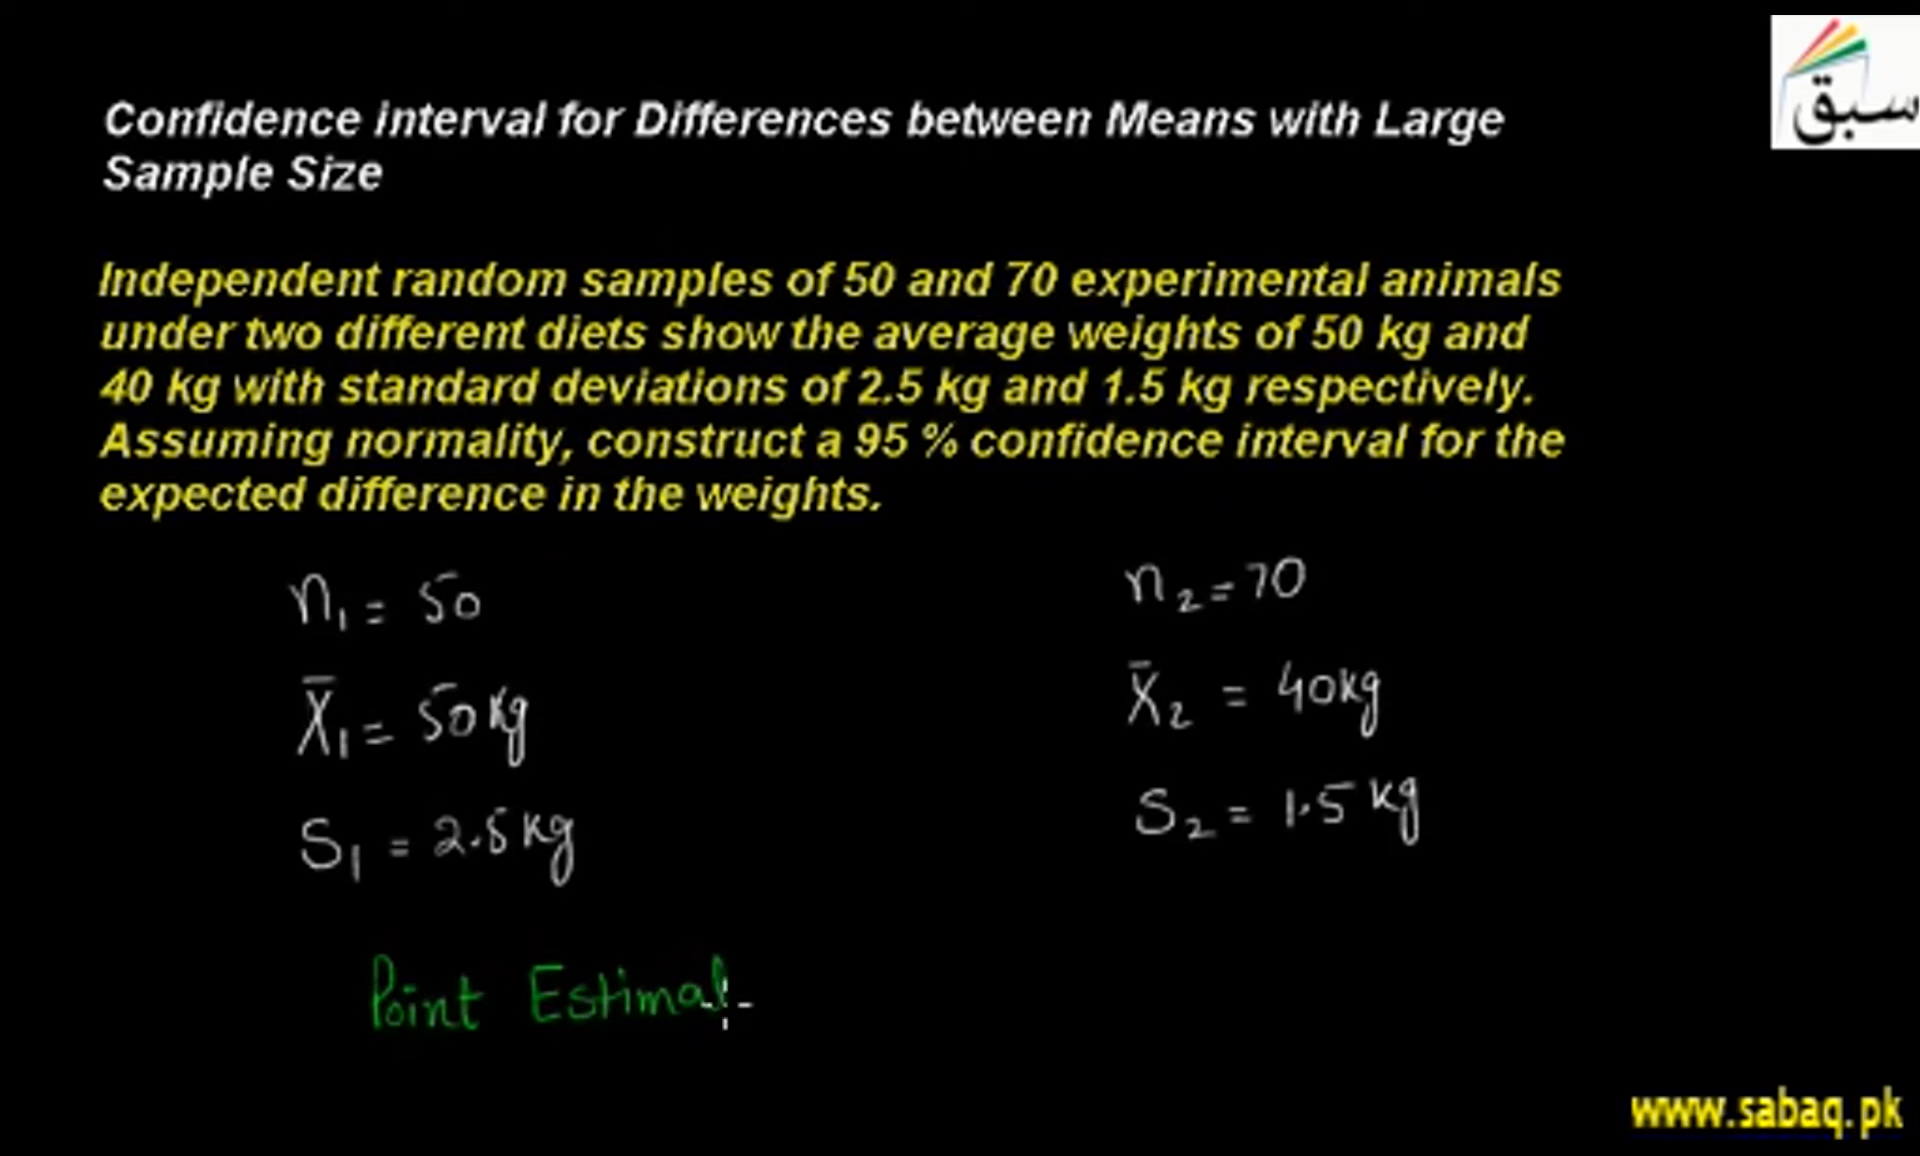 سبق
Confidence interval for Differences between Means with Large
Sample Size
Independent random samples of 50 and 70 experimental animals
under two different diets show the average weights of 50 kg and
40 kg with standard deviations of 2.5 kg and 1.5 kg respectively.
Assuming normality, construct a 95 % confidence interval for the
expected difference in the weights.
n₁ = 50
n₂ = 70
X̄₁ = 50 kg
X̄₂ = 40 kg
S₁ = 2.5 kg
S₂ = 1.5 kg
Point Estimat
www.sabaq.pk